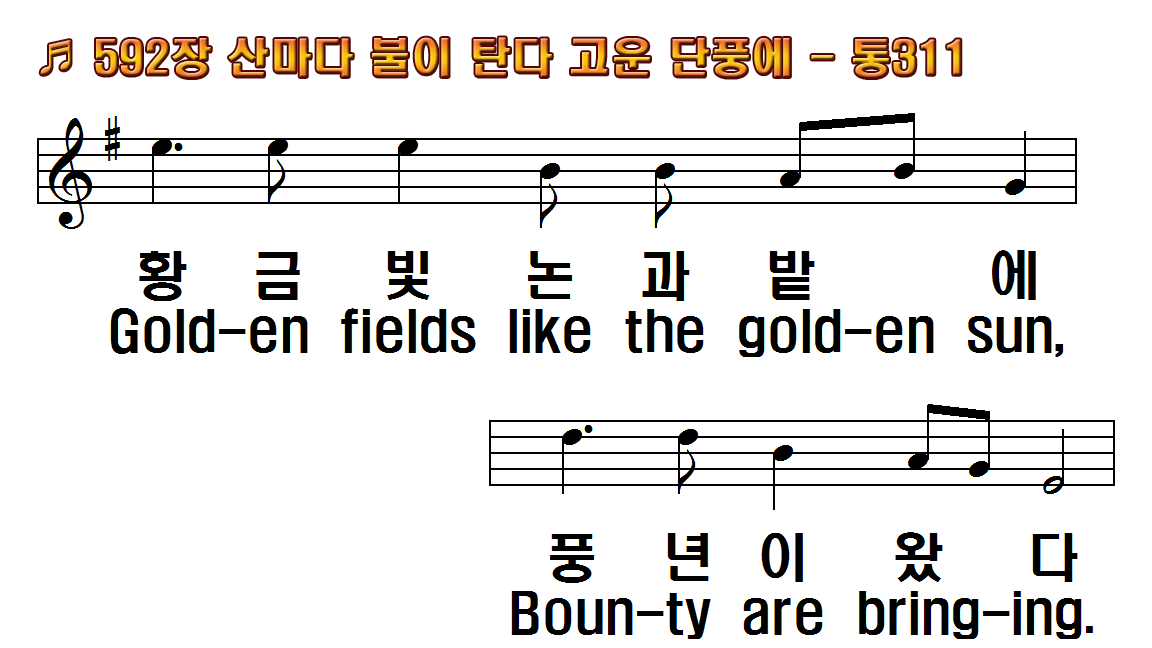 ♬ 592장 산마다 불이 탄다 고운 단풍에 - 통311
황 금 빛 논 과 밭 에
Gold-en fields like the gold-en sun,
풍 년 이 왔 다
Boun-ty are bring-ing.